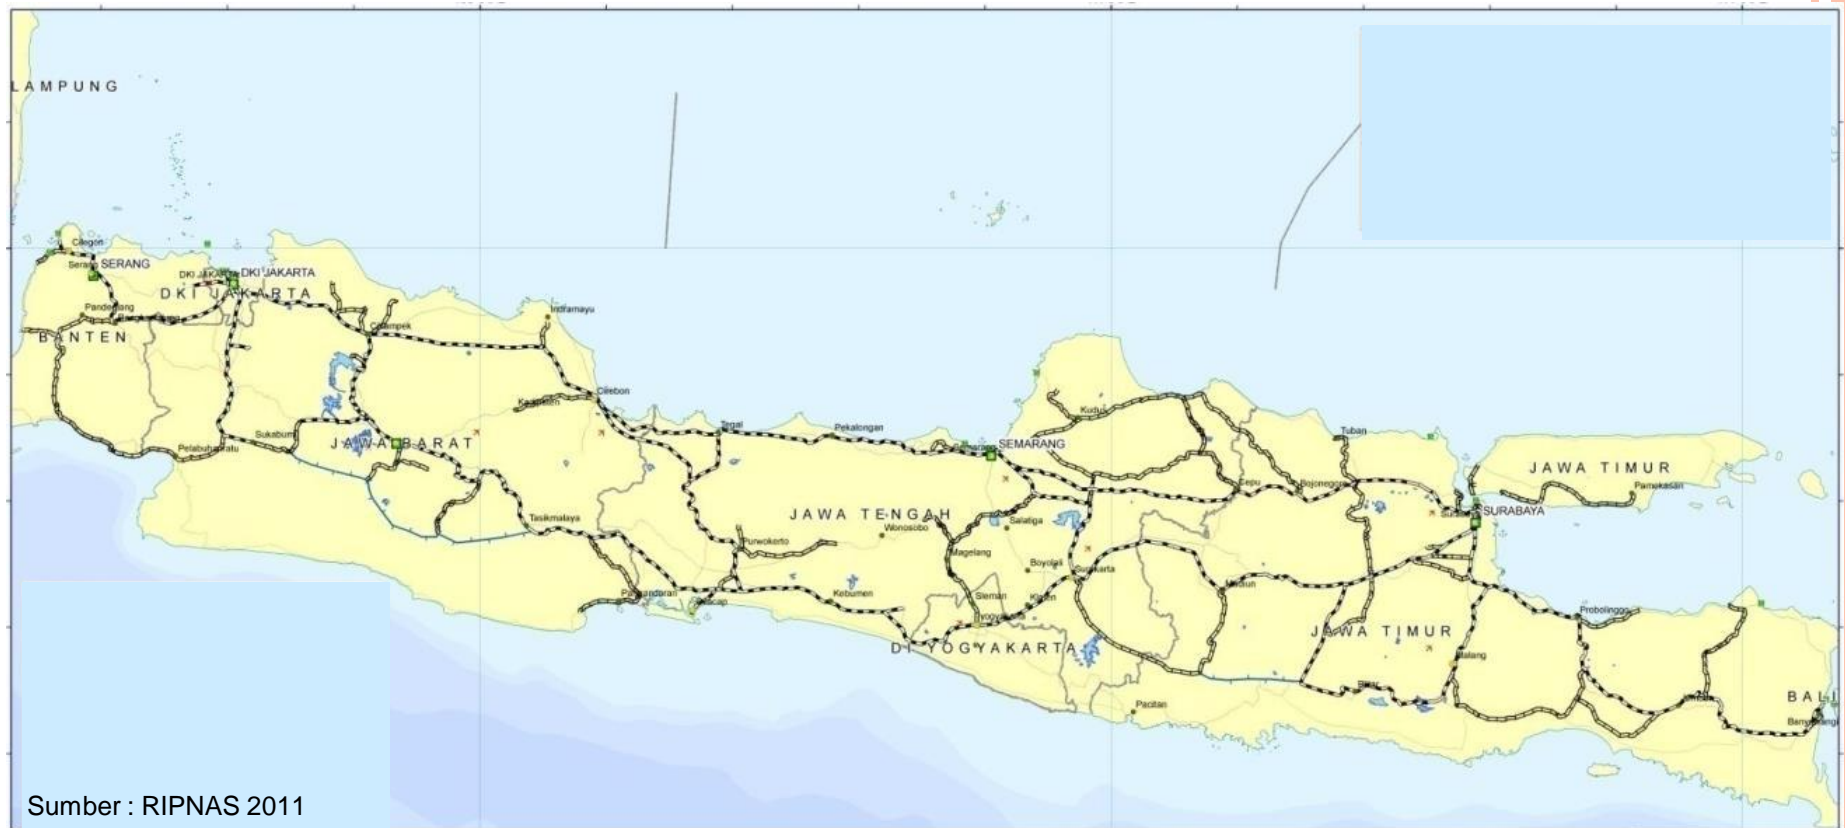 LAMPUNG
Cilegon
Serang
SERANG
DKI JAKARTA
DKI JAKARTA
DKI JAKARTA
Pandeglang
BANTEN
Cikampek
Indramayu
Cirebon
Sukabumi
JAWA BARAT
Pelabuhanratu
Tasikmalaya
Pangandaran
Cilacap
Tegal
Pekalongan
Semarang
SEMARANG
Kudus
JAWA TENGAH
Wonosobo
Salatiga
Purwokerto
Magelang
Boyolali
Surakarta
Kebumen
Sleman
Klaten
Yogyakarta
DI YOGYAKARTA
Pacitan
Cepu
Bojonegoro
Tuban
JAWA TIMUR
Pamekasan
SURABAYA
Madiun
JAWA TIMUR
Probolinggo
Malang
Blitar
BALI
Banyuwangi
Sumber : RIPNAS 2011